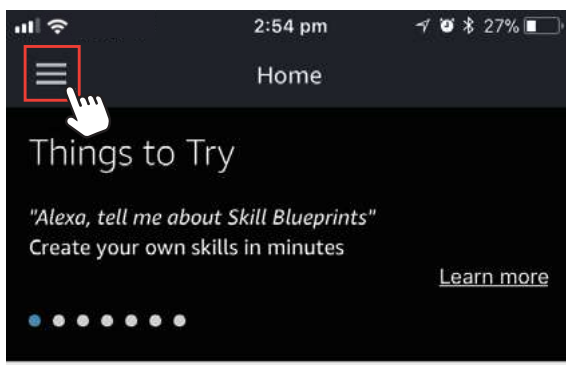 2:54 pm 27%
Home
Things to Try
"Alexa, tell me about Skill Blueprints"
Create your own skills in minutes
Learn more